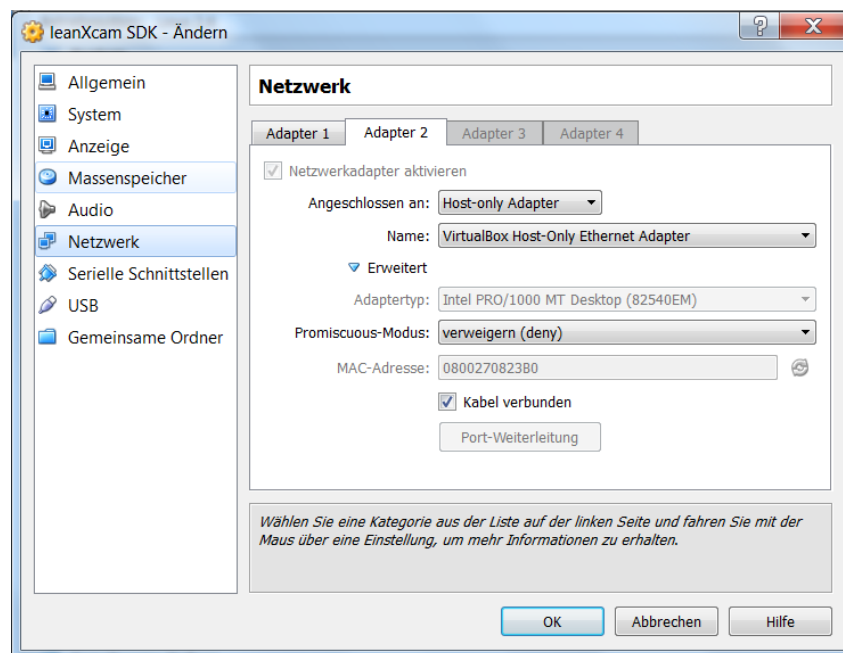 leanXcam SDK - Ändern
Allgemein
System
Anzeige
Massenspeicher
Audio
Netzwerk
Serielle Schnittstellen
USB
Gemeinsame Ordner
Netzwerk
Adapter 1 Adapter 2 Adapter 3 Adapter 4
Netzwerkadapter aktivieren
Angeschlossen an: Host-only Adapter
Name: VirtualBox Host-Only Ethernet Adapter
Erweitert
Adaptertyp: Intel PRO/1000 MT Desktop (82540EM)
Promiscuous-Modus: verweigern (deny)
MAC-Adresse: 0800270823B0
Kabel verbunden
Port-Weiterleitung
Wählen Sie eine Kategorie aus der Liste auf der linken Seite und fahren Sie mit der
Maus über eine Einstellung, um mehr Informationen zu erhalten.
OK Abbrechen Hilfe